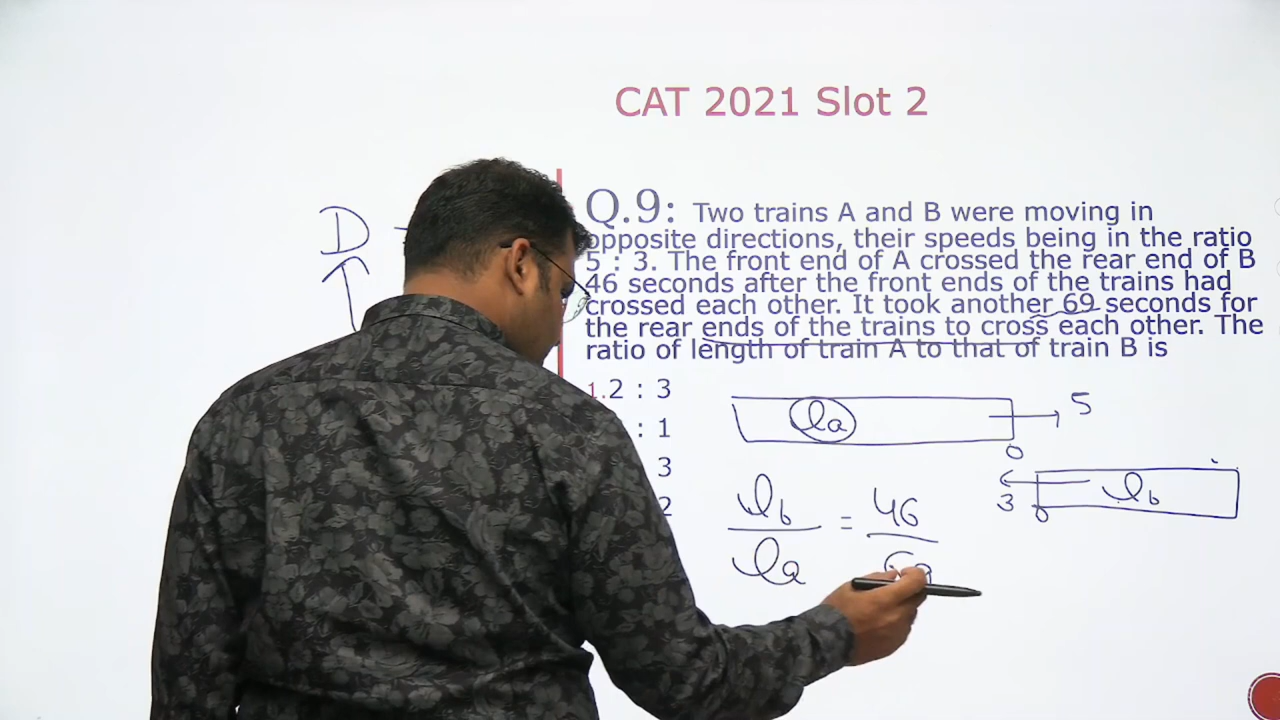 CAT 2021 Slot 2
Q.9: Two trains A and B were moving in
opposite directions, their speeds being in the ratio
5 : 3. The front end of A crossed the rear end of B
46 seconds after the front ends of the trains had
crossed each other. It took another 69 seconds for
the rear ends of the trains to cross each other. The
ratio of length of train A to that of train B is
1.2 : 3
: 1
3
2
D
la
5
0
3
0
lb
lb = 46
la